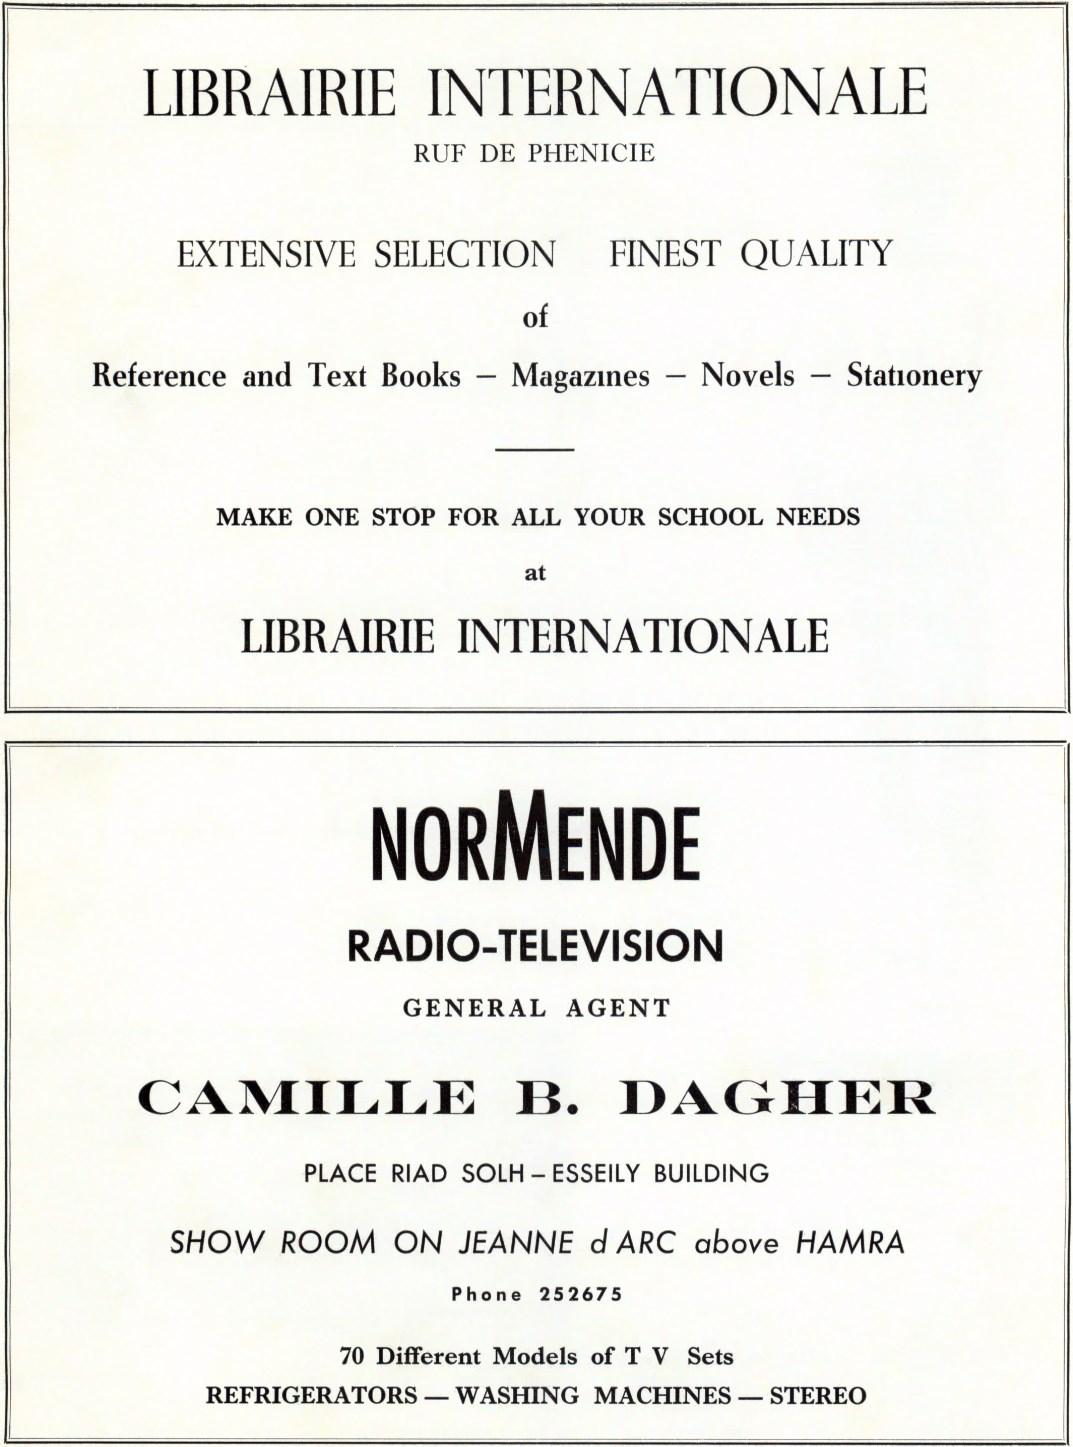 LIBRAIRIE INTERNATIONALE
RUF DE PHENICIE
EXTENSIVE SELECTION FINEST QUALITY
of
Reference and Text Books – Magazines – Novels – Stationery
MAKE ONE STOP FOR ALL YOUR SCHOOL NEEDS
at
LIBRAIRIE INTERNATIONALE
NORMENDE
RADIO-TELEVISION
GENERAL AGENT
CAMILLE B. DAGHER
PLACE RIAD SOLH – ESSEILY BUILDING
SHOW ROOM ON JEANNE d ARC above HAMRA
Phone 252675
70 Different Models of T V Sets
REFRIGERATORS — WASHING MACHINES — STEREO